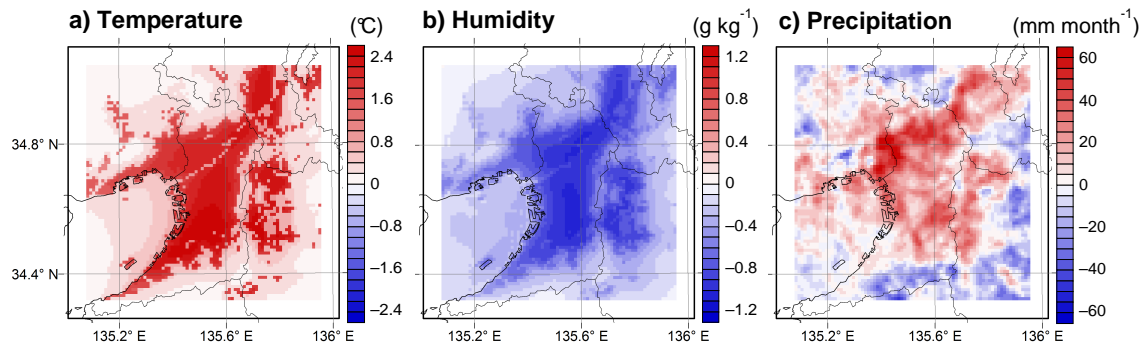 a) Temperature (°C)
2.4
1.6
0.8
0
−0.8
−1.6
−2.4
34.8° N
34.4° N
135.2° E 135.6° E 136° E
b) Humidity (g kg⁻¹)
1.2
0.8
0.4
0
−0.4
−0.8
−1.2
135.2° E 135.6° E 136° E
c) Precipitation (mm month⁻¹)
60
40
20
0
−20
−40
−60
135.2° E 135.6° E 136° E